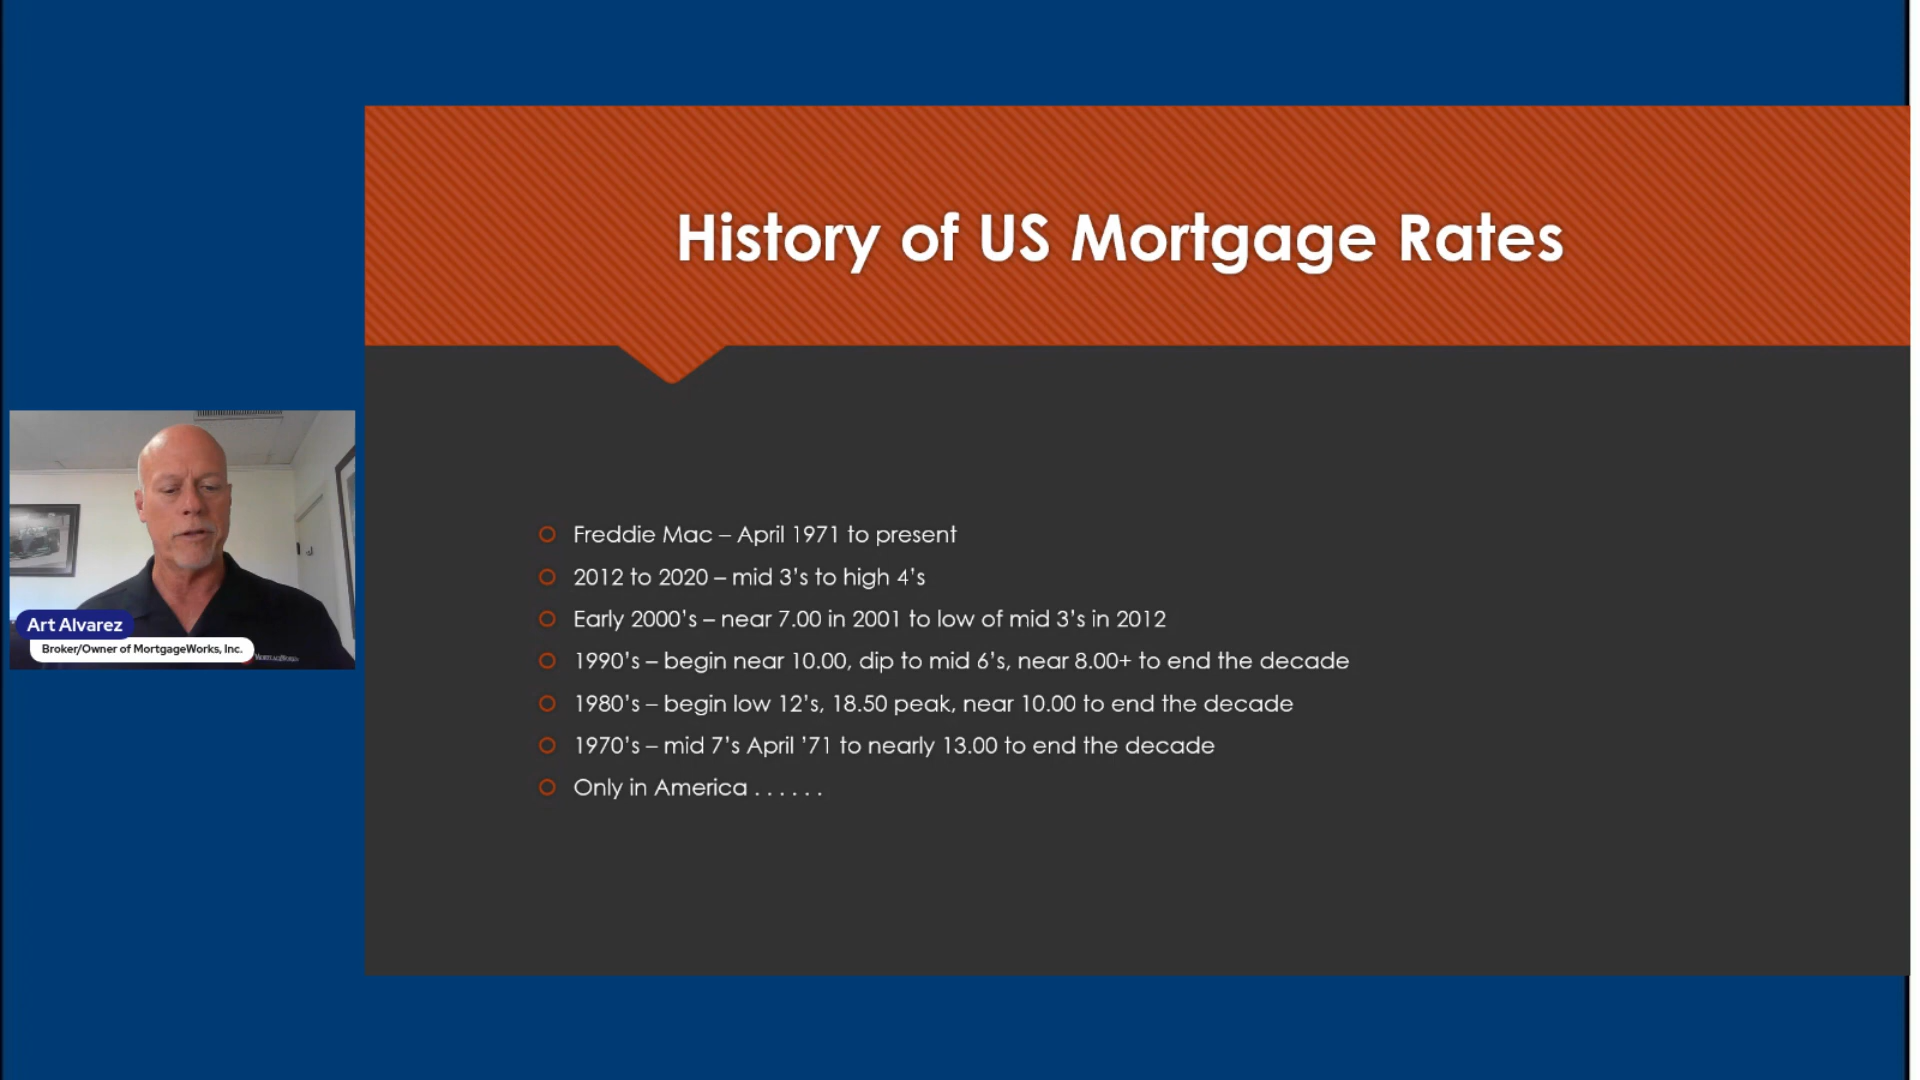 History of US Mortgage Rates
Freddie Mac – April 1971 to present
2012 to 2020 – mid 3’s to high 4’s
Early 2000’s – near 7.00 in 2001 to low of mid 3’s in 2012
1990’s – begin near 10.00, dip to mid 6’s, near 8.00+ to end the decade
1980’s – begin low 12’s, 18.50 peak, near 10.00 to end the decade
1970’s – mid 7’s April ’71 to nearly 13.00 to end the decade
Only in America . . . . . .
Art Alvarez
Broker/Owner of MortgageWorks, Inc.
MortgageWorks